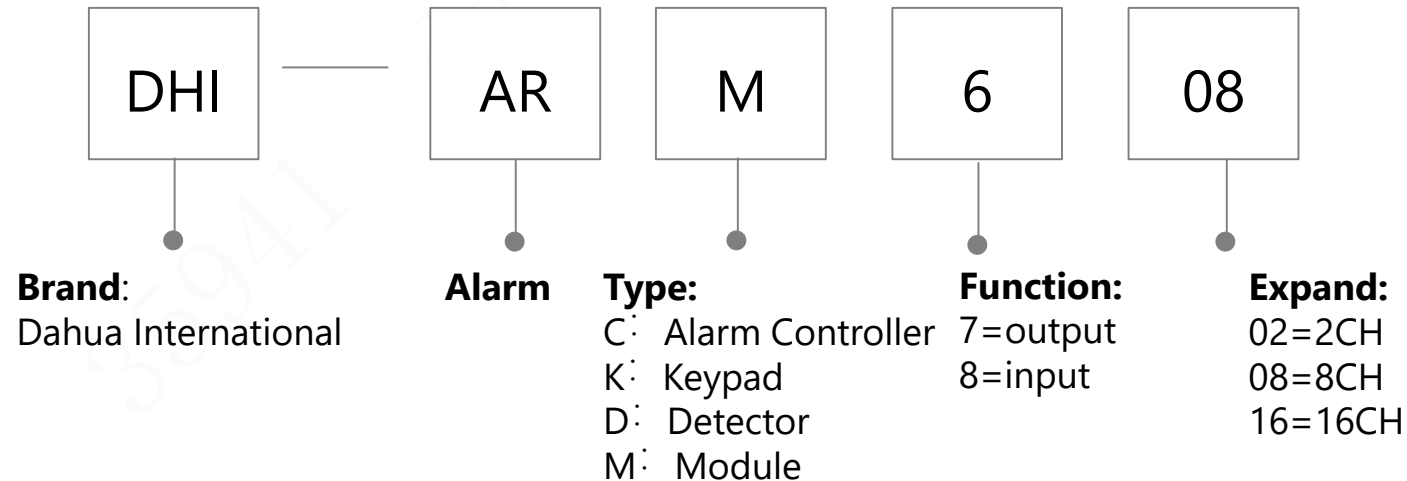 DHI — AR M 6 08
Brand:
Dahua International
Alarm
Type:
C: Alarm Controller
K: Keypad
D: Detector
M: Module
Function:
7=output
8=input
Expand:
02=2CH
08=8CH
16=16CH
35941